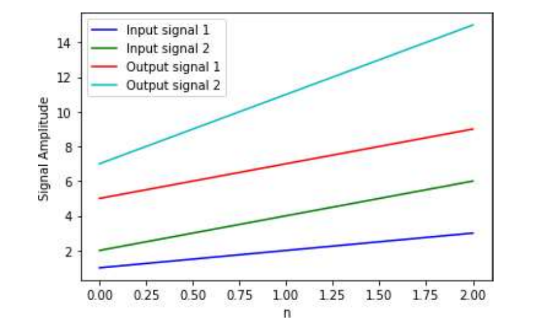 Input signal 1
Input signal 2
Output signal 1
Output signal 2
Signal Amplitude
14
12
10
8
6
4
2
0.00 0.25 0.50 0.75 1.00 1.25 1.50 1.75 2.00
n